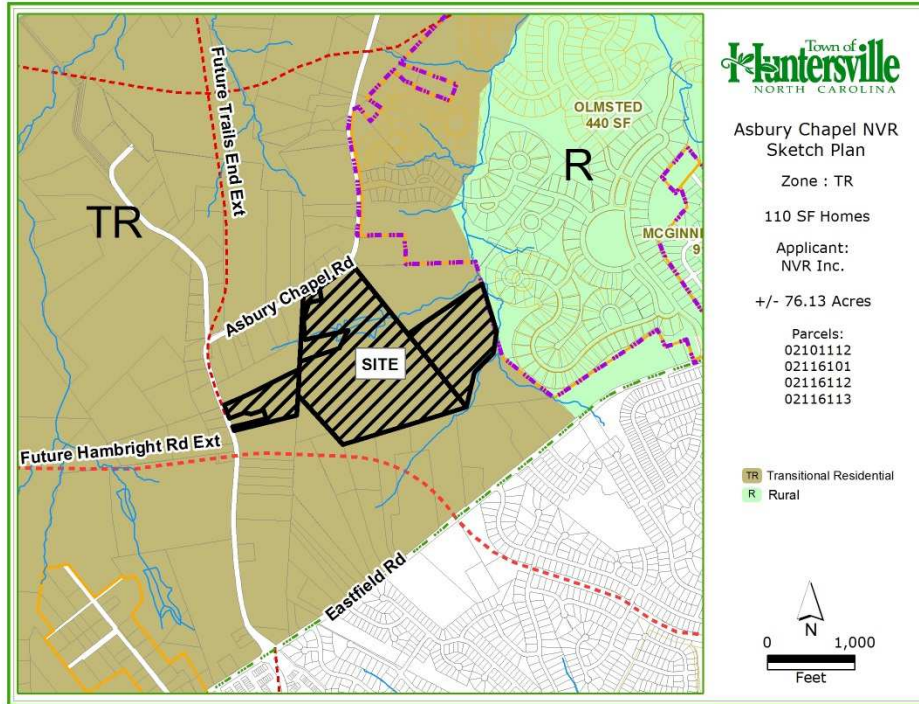 Future Trails End Ext
OLMSTED
440 SF
R
TR
Asbury Chapel Rd
SITE
Future Hambright Rd Ext
Eastfield Rd
Town of
Huntersville
NORTH CAROLINA
Asbury Chapel NVR
Sketch Plan
Zone : TR
110 SF Homes
Applicant:
NVR Inc.
+/- 76.13 Acres
Parcels:
02101112
02116101
02116112
02116113
TR Transitional Residential
R Rural
N
0 1,000
Feet